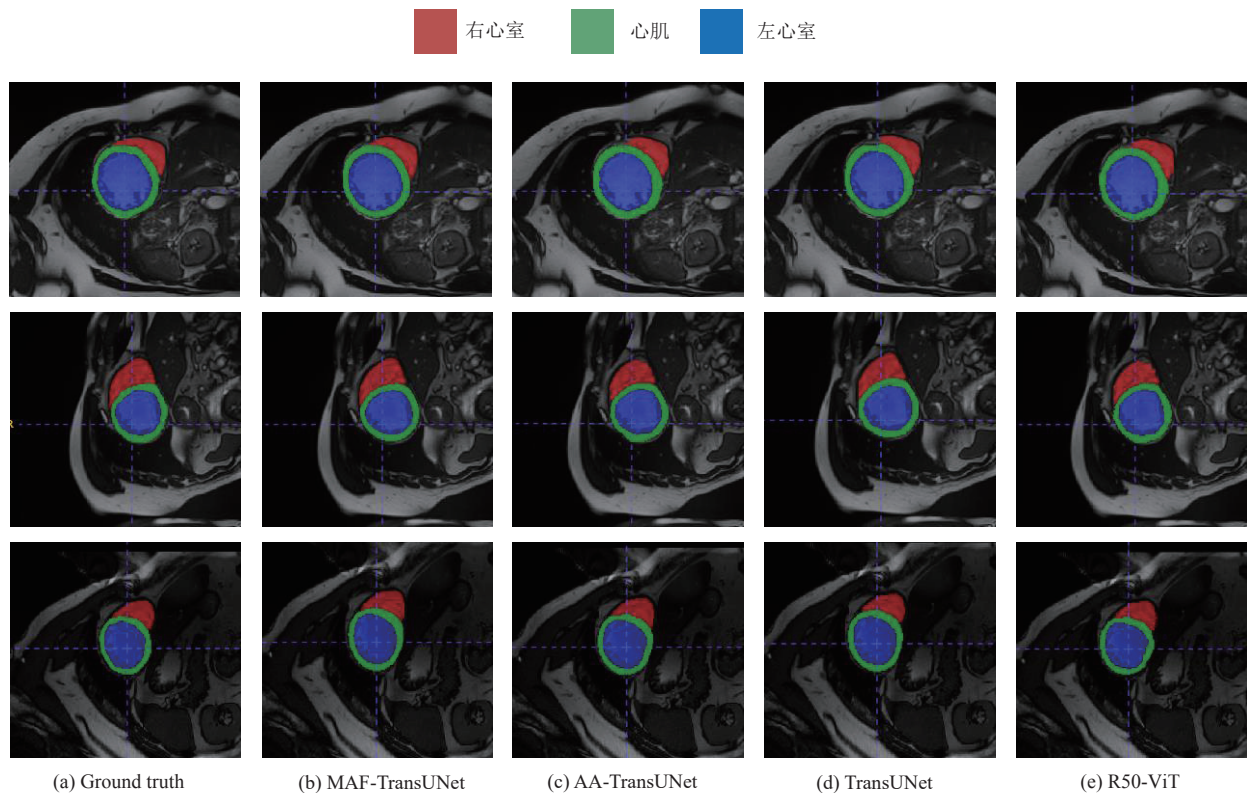 右心室 心肌 左心室
R
(a) Ground truth (b) MAF-TransUNet (c) AA-TransUNet (d) TransUNet (e) R50-ViT